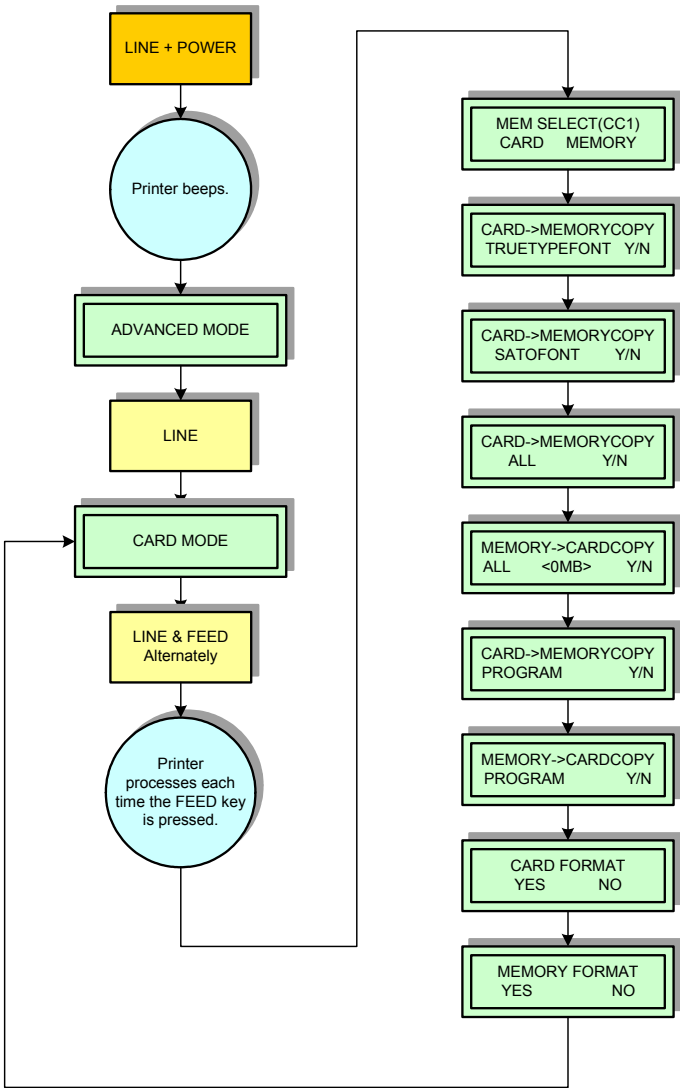 LINE + POWER
Printer beeps.
ADVANCED MODE
LINE
CARD MODE
LINE & FEED
Alternately
Printer
processes each
time the FEED key
is pressed.
MEM SELECT(CC1)
CARD MEMORY
CARD->MEMORYCOPY
TRUETYPEFONT Y/N
CARD->MEMORYCOPY
SATOFONT Y/N
CARD->MEMORYCOPY
ALL Y/N
MEMORY->CARDCOPY
ALL <0MB> Y/N
CARD->MEMORYCOPY
PROGRAM Y/N
MEMORY->CARDCOPY
PROGRAM Y/N
CARD FORMAT
YES NO
MEMORY FORMAT
YES NO